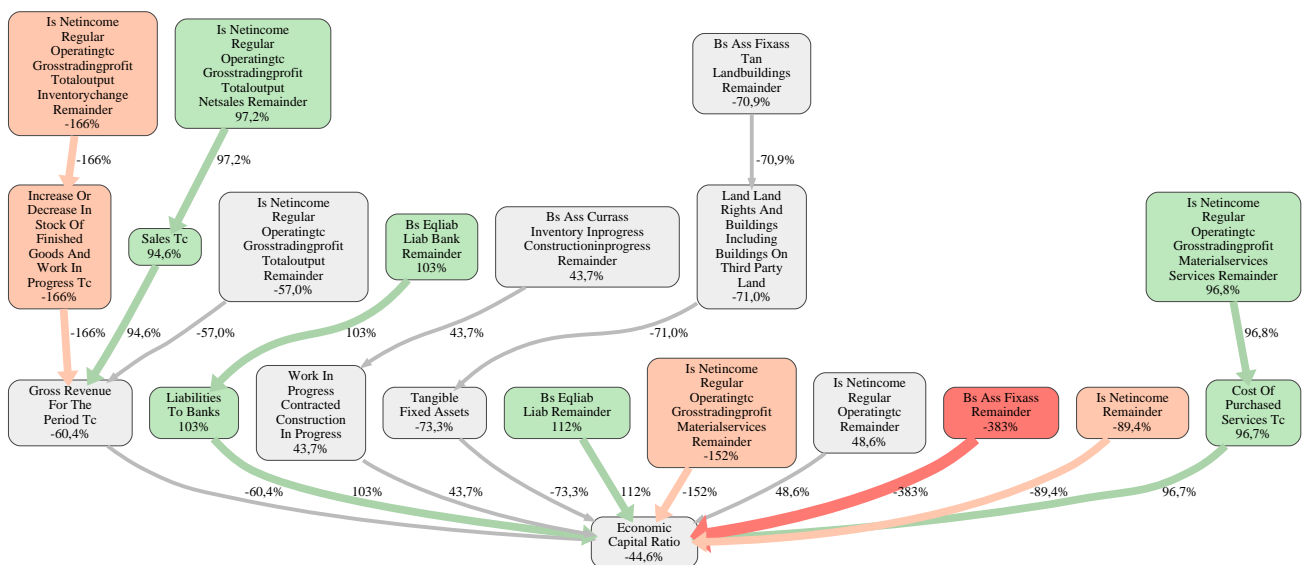 Is Netincome
Regular
Operatingtc
Grosstradingprofit
Totaloutput
Inventorychange
Remainder
-166%
Is Netincome
Regular
Operatingtc
Grosstradingprofit
Totaloutput
Netsales Remainder
97,2%
Bs Ass Fixass
Tan
Landbuildings
Remainder
-70,9%
-166%
97,2%
-70,9%
Increase Or
Decrease In
Stock Of
Finished
Goods And
Work In
Progress Tc
-166%
Sales Tc
94,6%
Is Netincome
Regular
Operatingtc
Grosstradingprofit
Totaloutput
Remainder
-57,0%
Bs Eqliab
Liab Bank
Remainder
103%
Bs Ass Currass
Inventory Inprogress
Constructioninprogress
Remainder
43,7%
Land Land
Rights And
Buildings
Including
Buildings On
Third Party
Land
-71,0%
Is Netincome
Regular
Operatingtc
Grosstradingprofit
Materialservices
Services Remainder
96,8%
-166%
94,6%
-57,0%
103%
43,7%
-71,0%
96,8%
Gross Revenue
For The
Period Tc
-60,4%
Liabilities
To Banks
103%
Work In
Progress
Contracted
Construction
In Progress
43,7%
Tangible
Fixed Assets
-73,3%
Bs Eqliab
Liab Remainder
112%
Is Netincome
Regular
Operatingtc
Grosstradingprofit
Materialservices
Remainder
-152%
Is Netincome
Regular
Operatingtc
Remainder
48,6%
Bs Ass Fixass
Remainder
-383%
Is Netincome
Remainder
-89,4%
Cost Of
Purchased
Services Tc
96,7%
-60,4%
103%
43,7%
-73,3%
112%
-152%
48,6%
-383%
-89,4%
96,7%
Economic
Capital Ratio
-44,6%